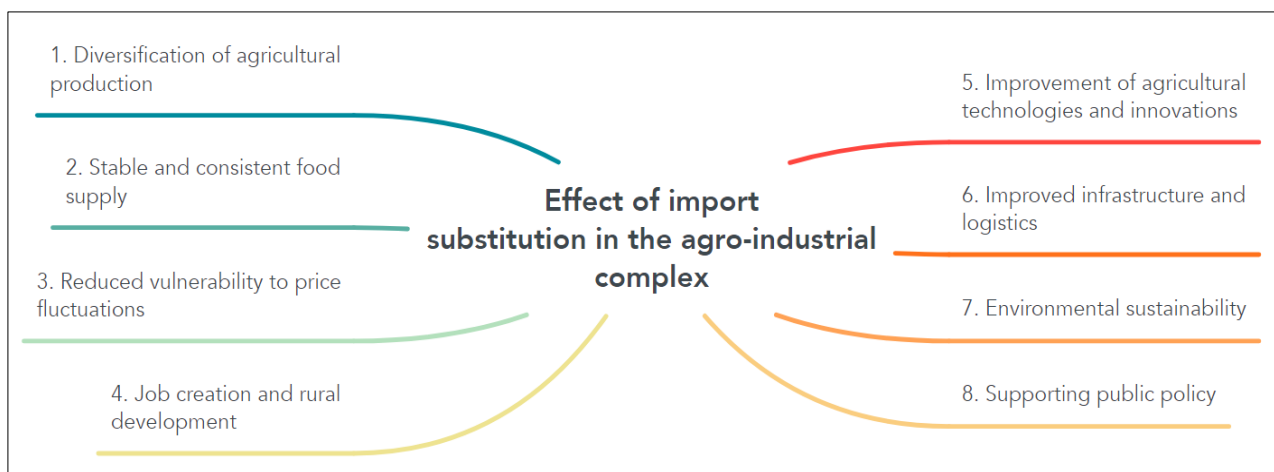 1. Diversification of agricultural
production
2. Stable and consistent food
supply
3. Reduced vulnerability to price
fluctuations
4. Job creation and rural
development
Effect of import
substitution in the agro-industrial
complex
5. Improvement of agricultural
technologies and innovations
6. Improved infrastructure and
logistics
7. Environmental sustainability
8. Supporting public policy